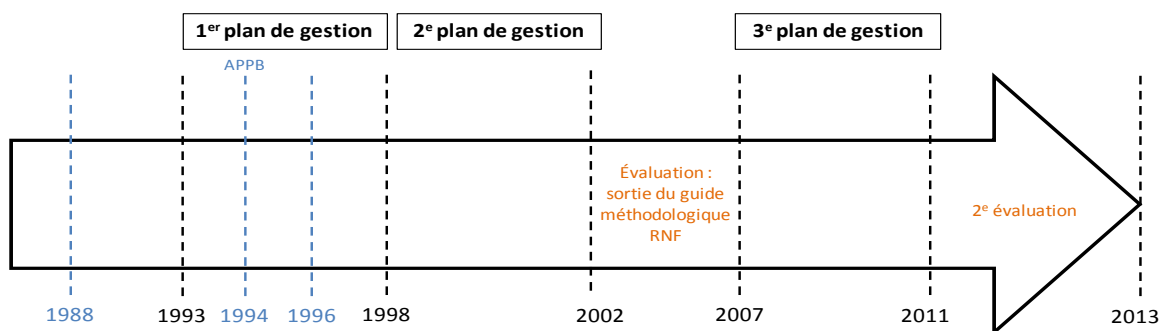 1er plan de gestion
2e plan de gestion
3e plan de gestion
APPB
Évaluation :
sortie du guide
méthodologique
RNF
2e évaluation
1988
1993
1994
1996
1998
2002
2007
2011
2013